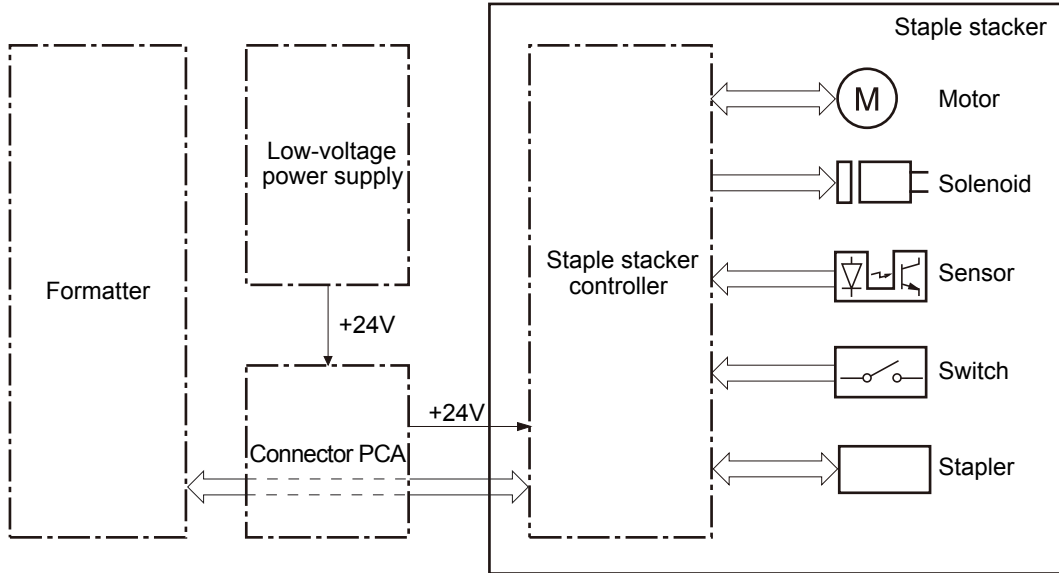 Staple stacker
Formatter
Low-voltage
power supply
+24V
Connector PCA
+24V
Staple stacker
controller
M
Motor
Solenoid
Sensor
Switch
Stapler